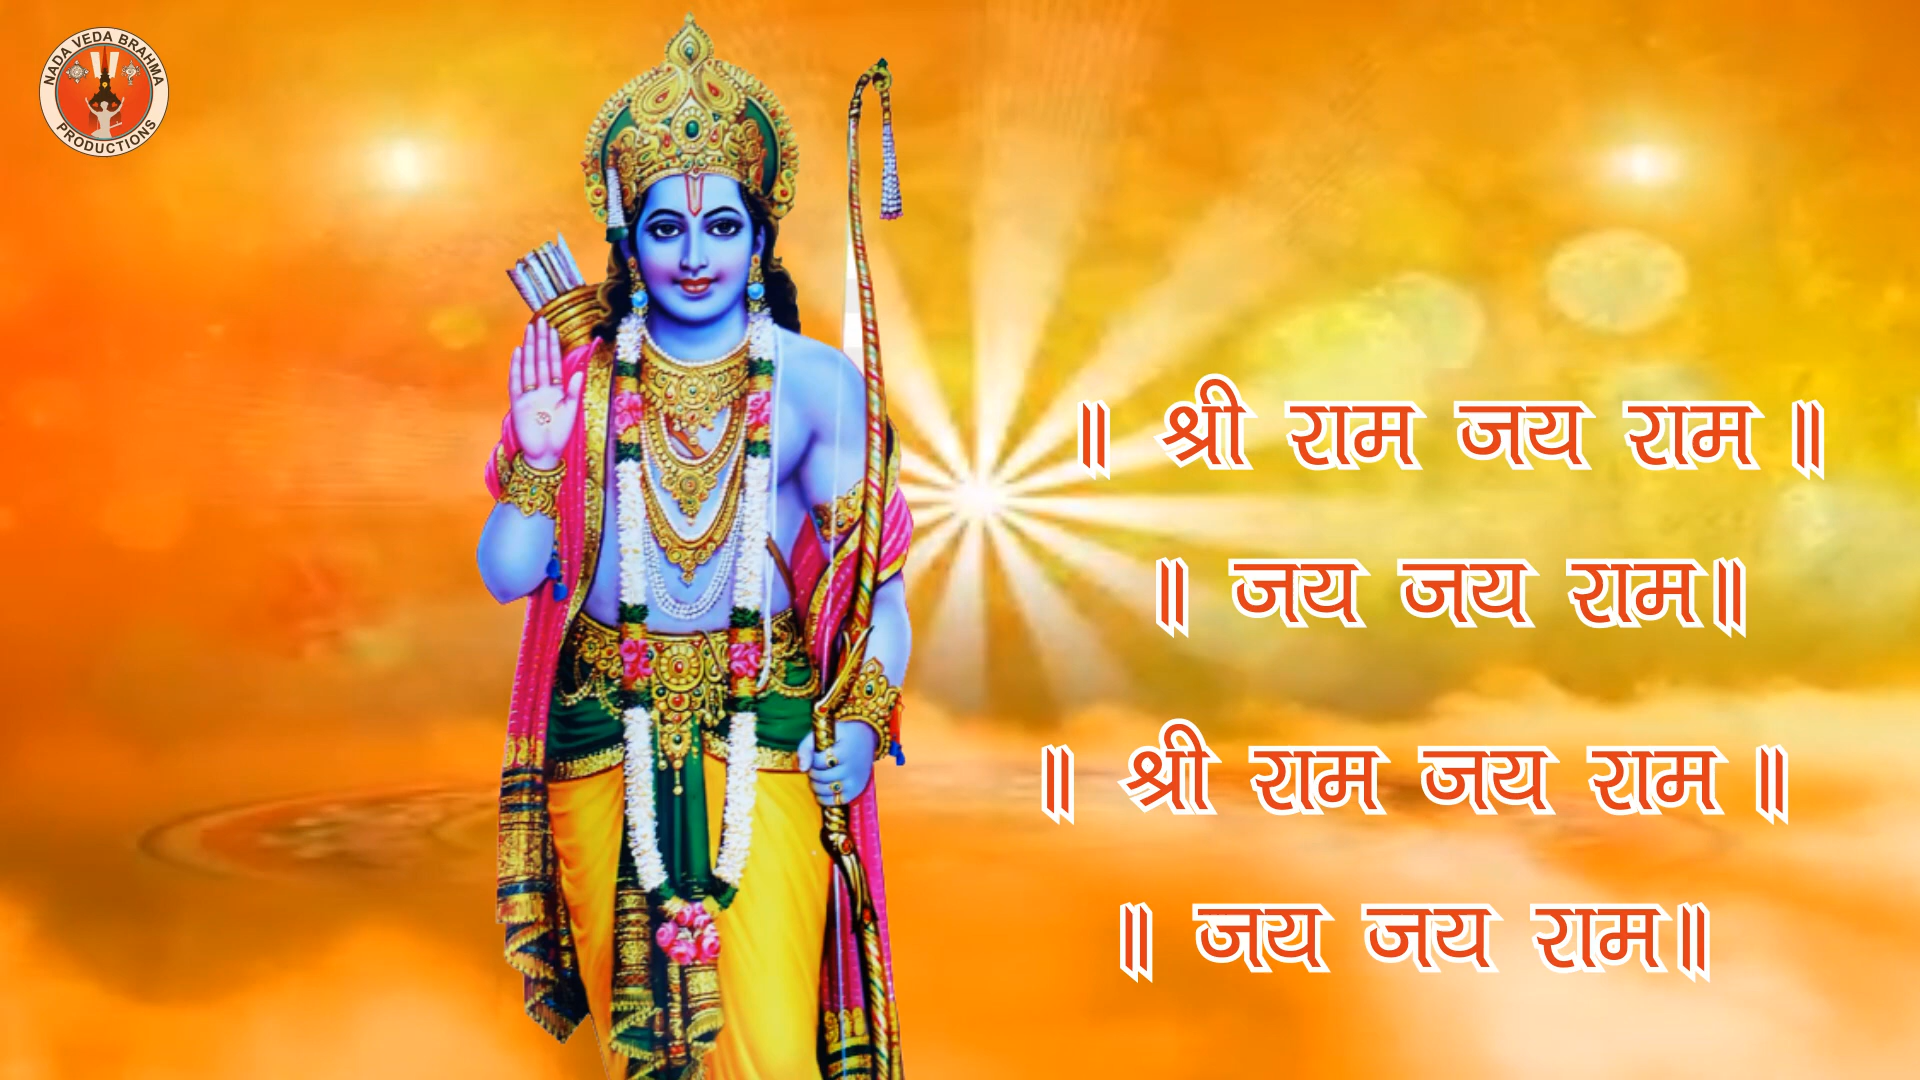 NADA VEDA BRAHMA
PRODUCTIONS
॥ श्री राम जय राम ॥
॥ जय जय राम॥
॥ श्री राम जय राम ॥
॥ जय जय राम॥